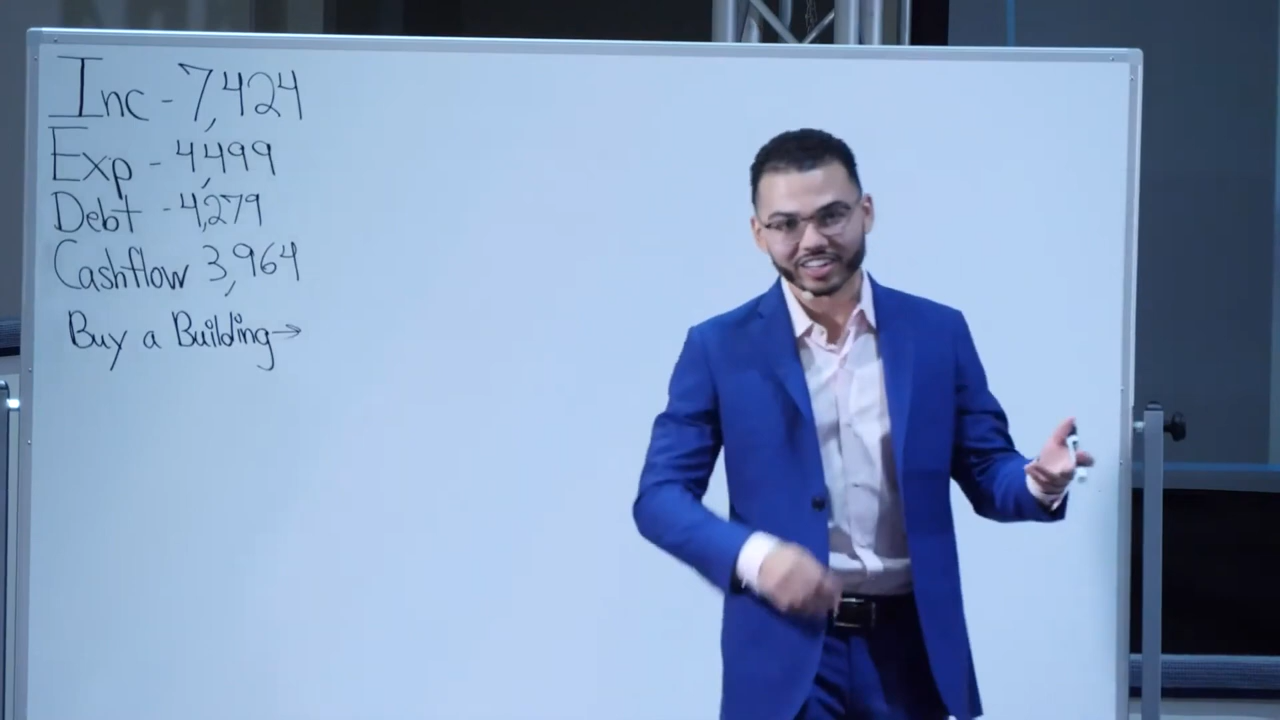 Inc - 7,424
Exp - 4,499
Debt - 4,279
Cashflow 3,964
Buy a Building→